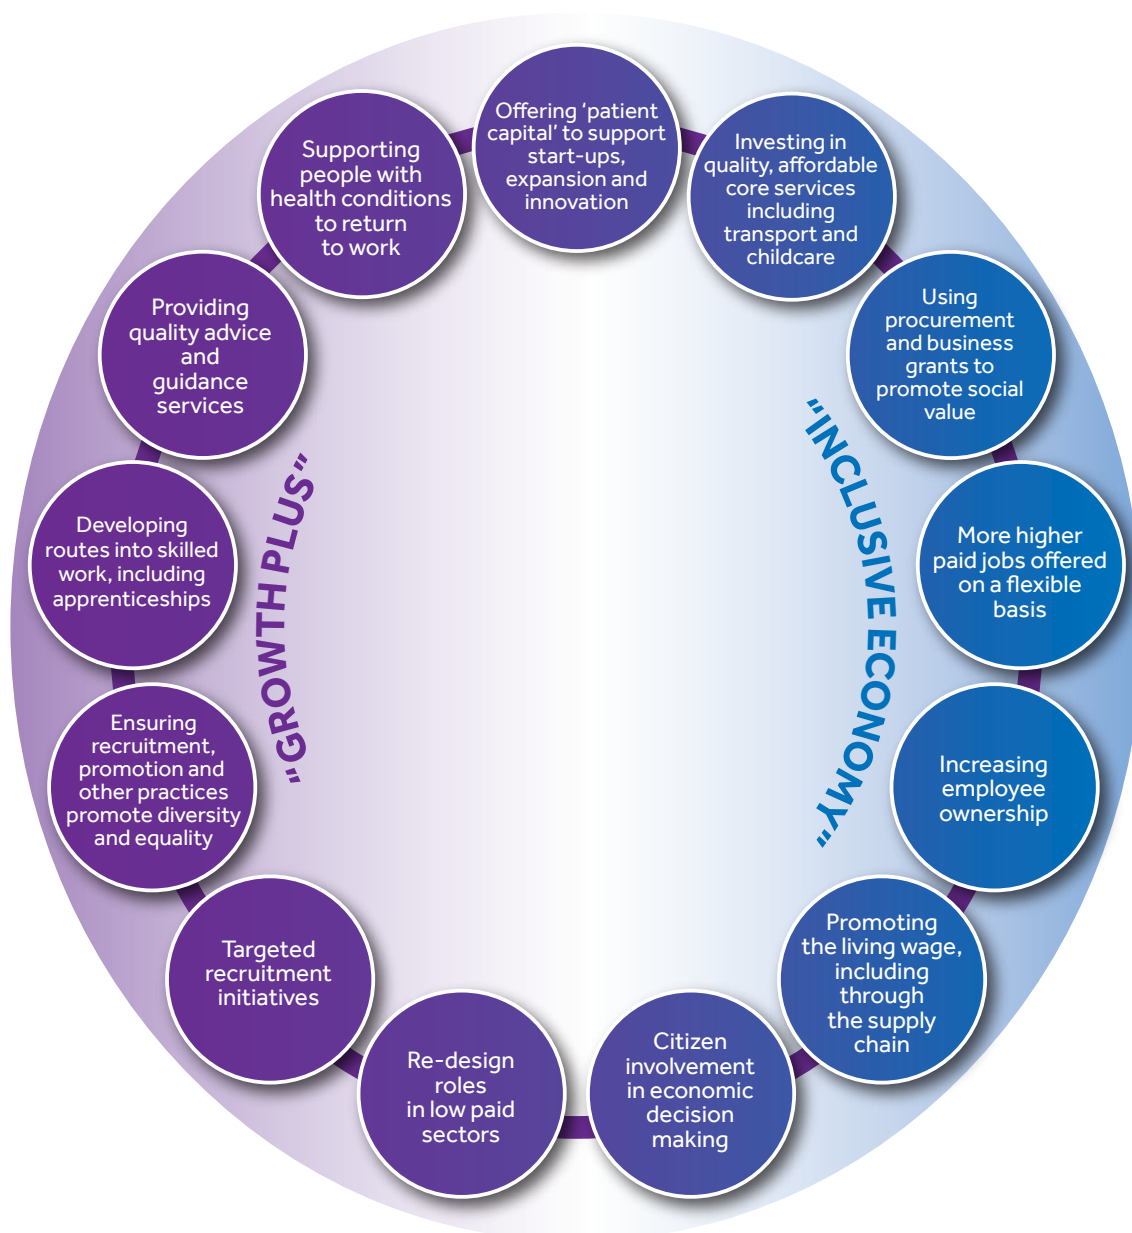 Offering ‘patient
capital’ to support
start-ups,
expansion and
innovation
Investing in
quality, affordable
core services
including
transport and
childcare
Using
procurement
and business
grants to
promote social
value
More higher
paid jobs offered
on a flexible
basis
Increasing
employee
ownership
Promoting
the living wage,
including
through
the supply
chain
Citizen
involvement
in economic
decision
making
Re-design
roles
in low paid
sectors
Targeted
recruitment
initiatives
Ensuring
recruitment,
promotion and
other practices
promote diversity
and equality
Developing
routes into skilled
work, including
apprenticeships
Providing
quality advice
and
guidance
services
Supporting
people with
health conditions
to return
to work
“GROWTH PLUS”
“INCLUSIVE ECONOMY”